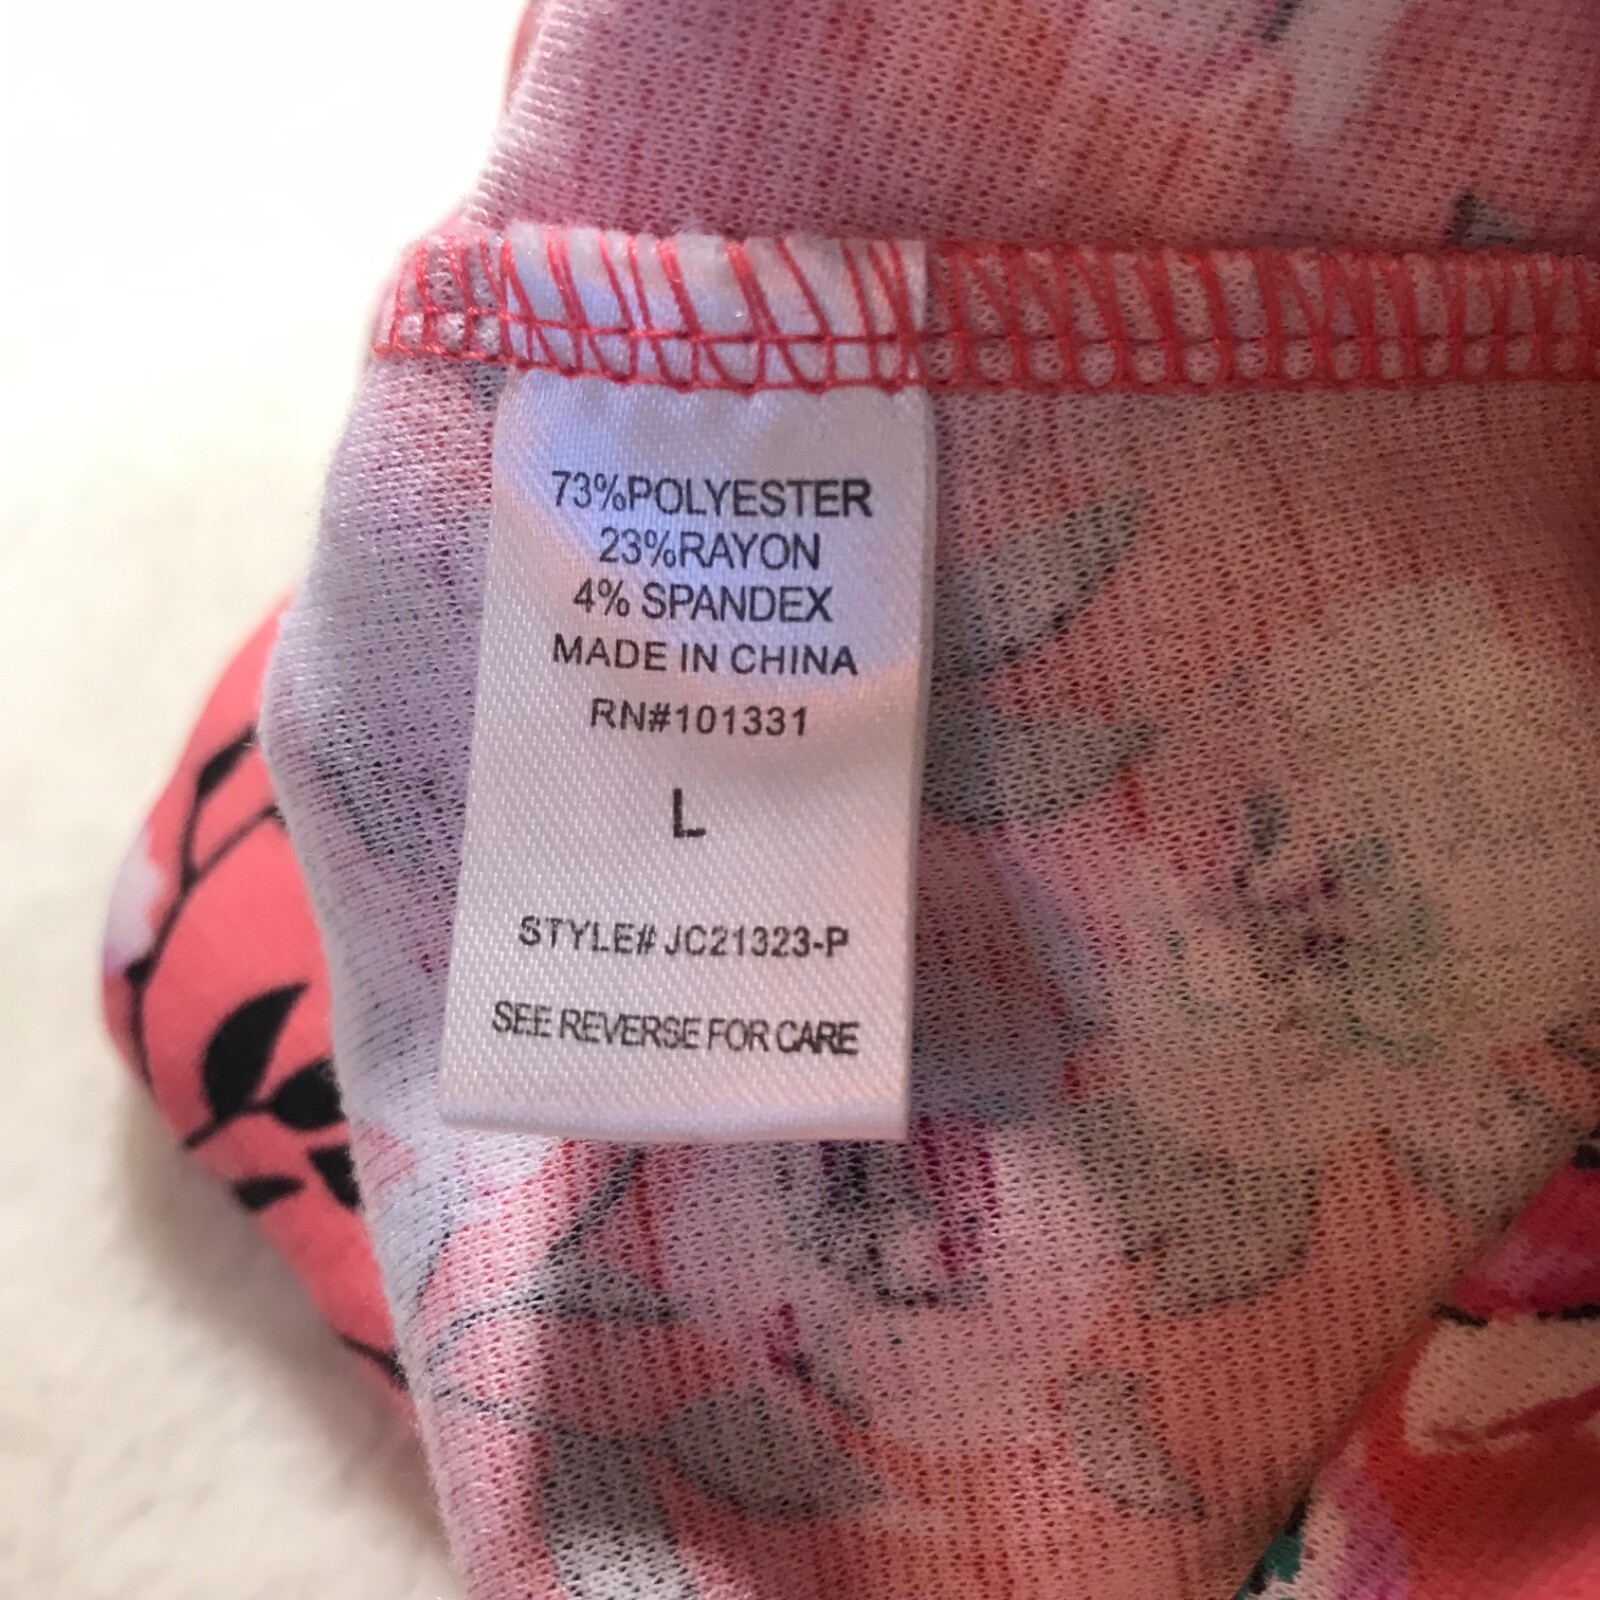 73%POLYESTER
23%RAYON
4% SPANDEX
MADE IN CHINA
RN#101331
L
STYLE# JC21323-P
SEE REVERSE FOR CARE